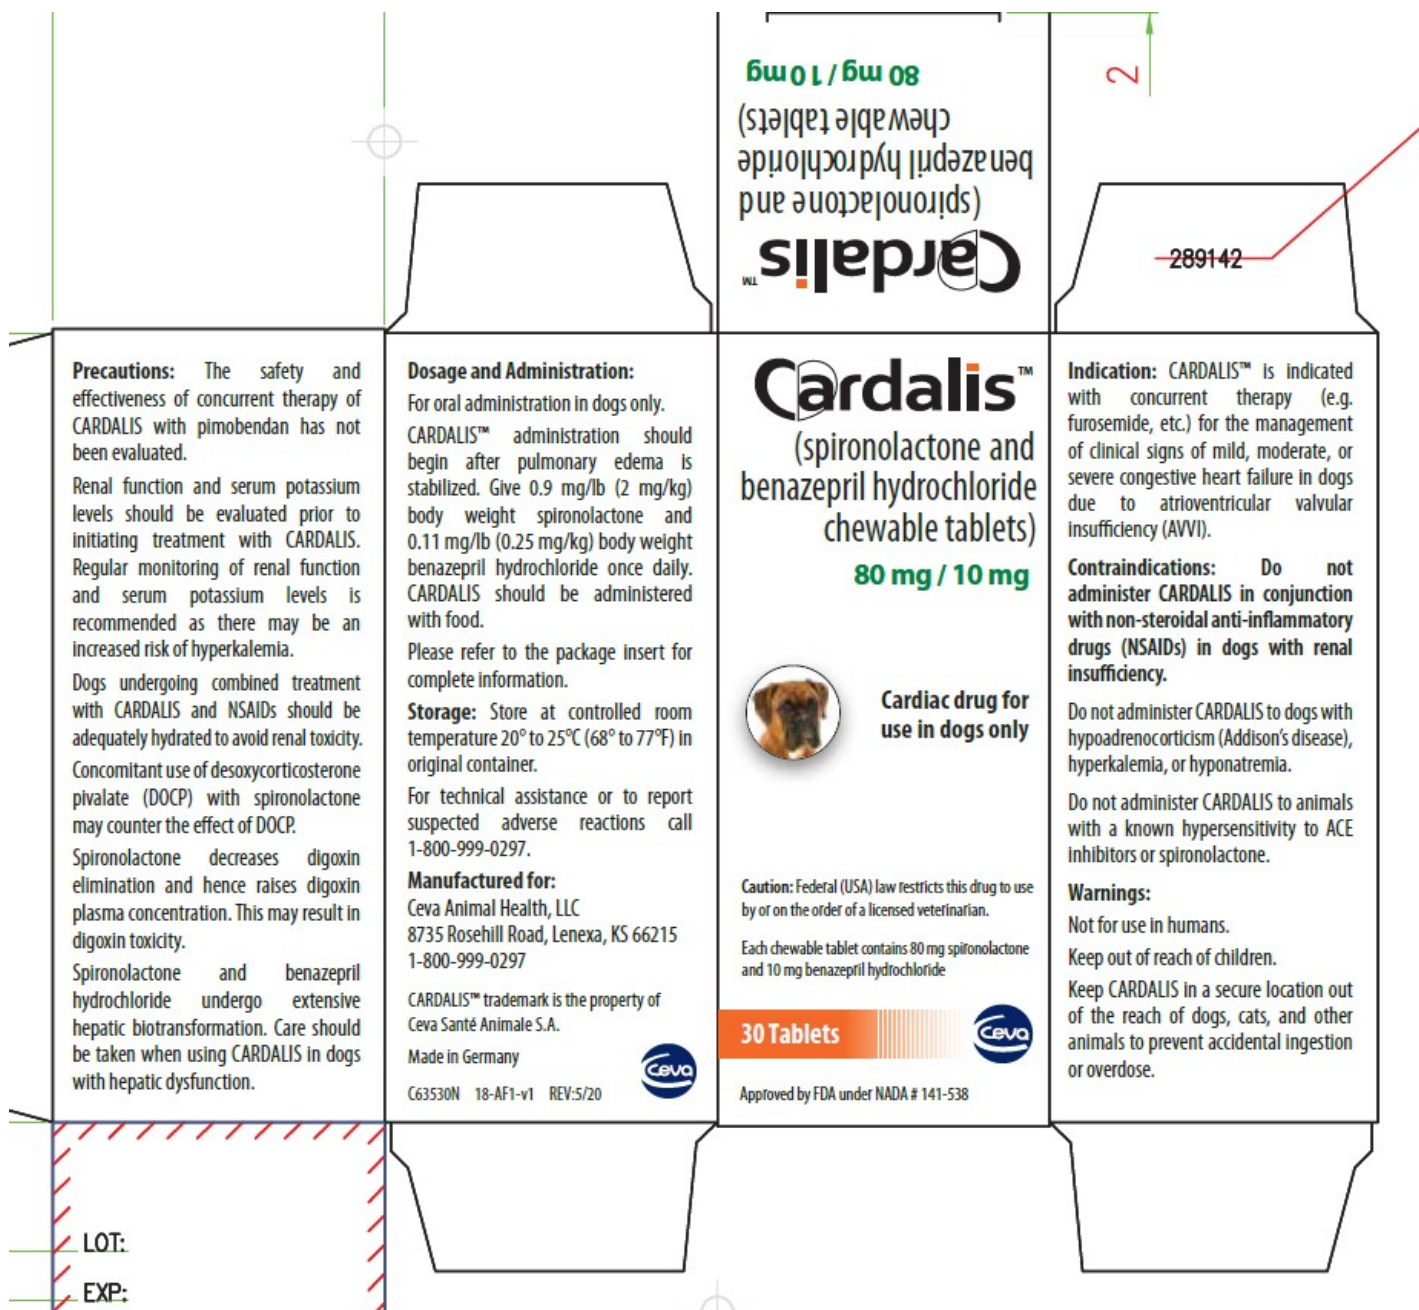 80 mg / 10 mg
chewable tablets)
benazepril hydrochloride
(spironolactone and
Cardalis™
2
289142
Precautions: The safety and
effectiveness of concurrent therapy of
CARDALIS with pimobendan has not
been evaluated.
Renal function and serum potassium
levels should be evaluated prior to
initiating treatment with CARDALIS.
Regular monitoring of renal function
and serum potassium levels is
recommended as there may be an
increased risk of hyperkalemia.
Dogs undergoing combined treatment
with CARDALIS and NSAIDs should be
adequately hydrated to avoid renal toxicity.
Concomitant use of desoxycorticosterone
pivalate (DOCP) with spironolactone
may counter the effect of DOCP.
Spironolactone decreases digoxin
elimination and hence raises digoxin
plasma concentration. This may result in
digoxin toxicity.
Spironolactone and benazepril
hydrochloride undergo extensive
hepatic biotransformation. Care should
be taken when using CARDALIS in dogs
with hepatic dysfunction.
LOT:
EXP:
Dosage and Administration:
For oral administration in dogs only.
CARDALIS™ administration should
begin after pulmonary edema is
stabilized. Give 0.9 mg/lb (2 mg/kg)
body weight spironolactone and
0.11 mg/lb (0.25 mg/kg) body weight
benazepril hydrochloride once daily.
CARDALIS should be administered
with food.
Please refer to the package insert for
complete information.
Storage: Store at controlled room
temperature 20° to 25°C (68° to 77°F) in
original container.
For technical assistance or to report
suspected adverse reactions call
1-800-999-0297.
Manufactured for:
Ceva Animal Health, LLC
8735 Rosehill Road, Lenexa, KS 66215
1-800-999-0297
CARDALIS™ trademark is the property of
Ceva Santé Animale S.A.
Made in Germany
C63530N 18-AF1-v1 REV:5/20
Ceva
Cardalis™
(spironolactone and
benazepril hydrochloride
chewable tablets)
80 mg / 10 mg
Cardiac drug for
use in dogs only
Caution: Federal (USA) law restricts this drug to use
by or on the order of a licensed veterinarian.
Each chewable tablet contains 80 mg spironolactone
and 10 mg benazepril hydrochloride
30 Tablets
Ceva
Approved by FDA under NADA # 141-538
Indication: CARDALIS™ is indicated
with concurrent therapy (e.g.
furosemide, etc.) for the management
of clinical signs of mild, moderate, or
severe congestive heart failure in dogs
due to atrioventricular valvular
insufficiency (AVVI).
Contraindications: Do not
administer CARDALIS in conjunction
with non-steroidal anti-inflammatory
drugs (NSAIDs) in dogs with renal
insufficiency.
Do not administer CARDALIS to dogs with
hypoadrenocorticism (Addison's disease),
hyperkalemia, or hyponatremia.
Do not administer CARDALIS to animals
with a known hypersensitivity to ACE
inhibitors or spironolactone.
Warnings:
Not for use in humans.
Keep out of reach of children.
Keep CARDALIS in a secure location out
of the reach of dogs, cats, and other
animals to prevent accidental ingestion
or overdose.